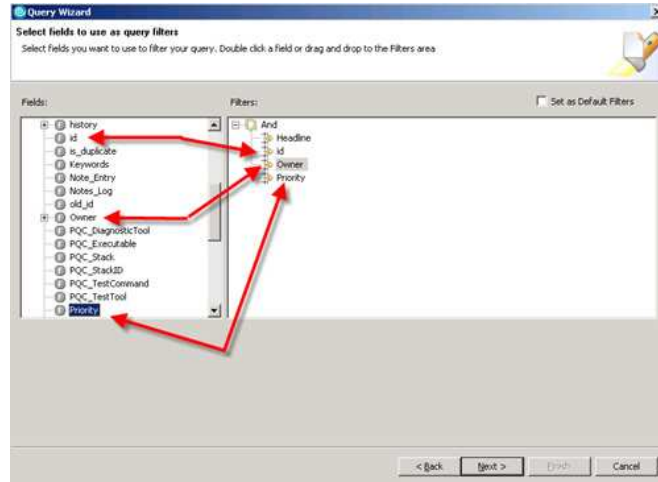 Query Wizard
Select fields to use as query filters
Select fields you want to use to filter your query. Double click a field or drag and drop to the Filters area
Fields:
Filters:
Set as Default Filters
history
id
is_duplicate
Keywords
Note_Entry
Notes_Log
old_id
Owner
PQC_DiagnosticTool
PQC_Executable
PQC_Stack
PQC_StackID
PQC_TestCommand
PQC_TestTool
Priority
And
Headline
id
Owner
Priority
< Back
Next >
Finish
Cancel